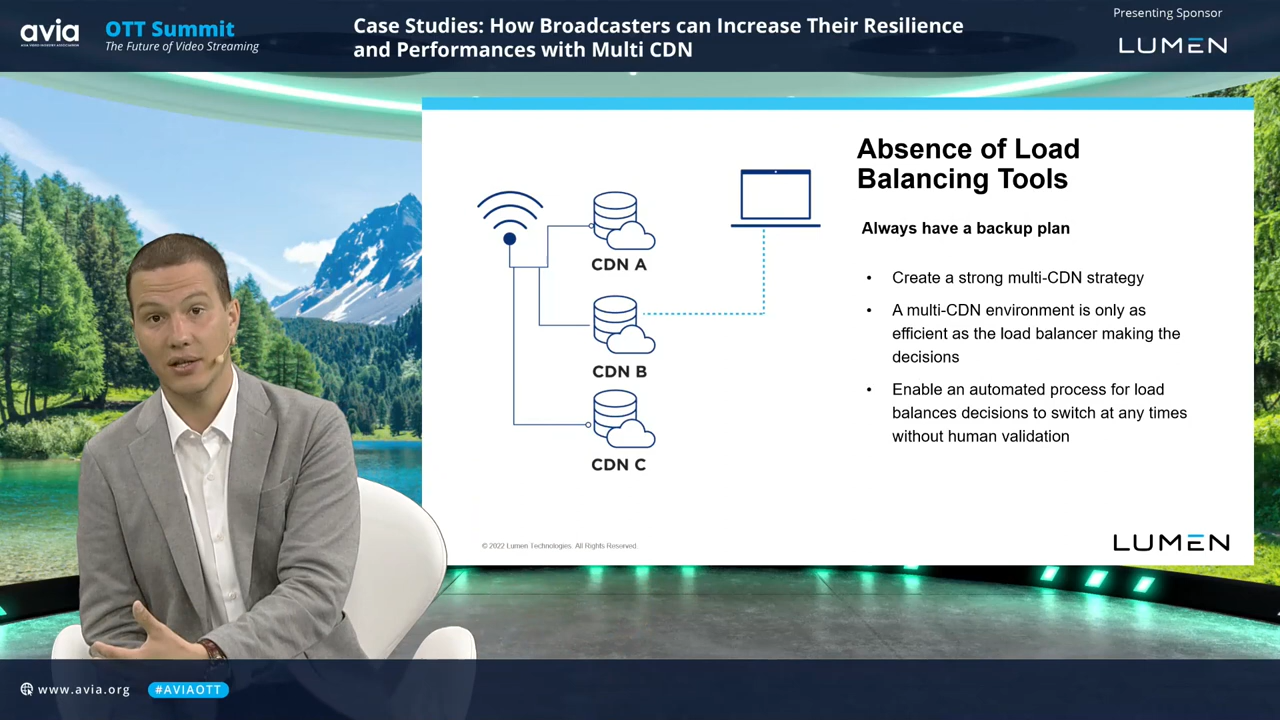 avia
ASIA VIDEO INDUSTRY ASSOCIATION
OTT Summit
The Future of Video Streaming
Case Studies: How Broadcasters can Increase Their Resilience
and Performances with Multi CDN
Presenting Sponsor
LUMEN
CDN A
CDN B
CDN C
Absence of Load
Balancing Tools
Always have a backup plan
• Create a strong multi-CDN strategy
• A multi-CDN environment is only as
efficient as the load balancer making the
decisions
• Enable an automated process for load
balances decisions to switch at any times
without human validation
© 2022 Lumen Technologies. All Rights Reserved.
LUMEN
www.avia.org
#AVIAOTT